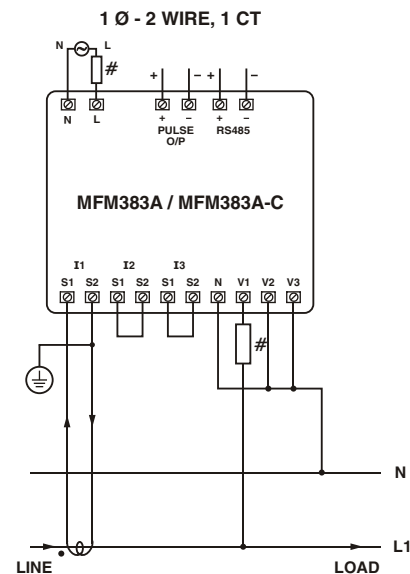 1 Ø - 2 WIRE, 1 CT
N L
#
+ - + -
N L + - + -
PULSE O/P RS485
MFM383A / MFM383A-C
I1 I2 I3
S1 S2 S1 S2 S1 S2 N V1 V2 V3
#
N
L1
LINE LOAD